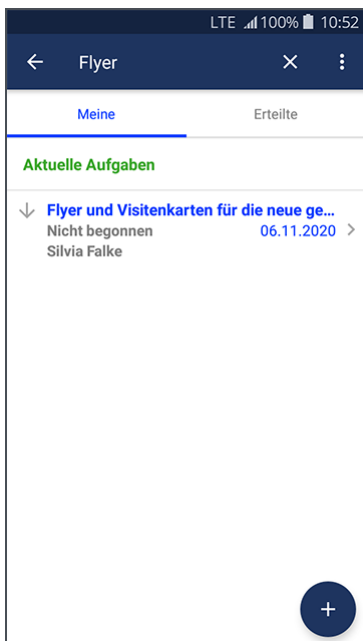 LTE 100% 10:52
Flyer
Meine Erteilte
Aktuelle Aufgaben
Flyer und Visitenkarten für die neue ge...
Nicht begonnen 06.11.2020
Silvia Falke